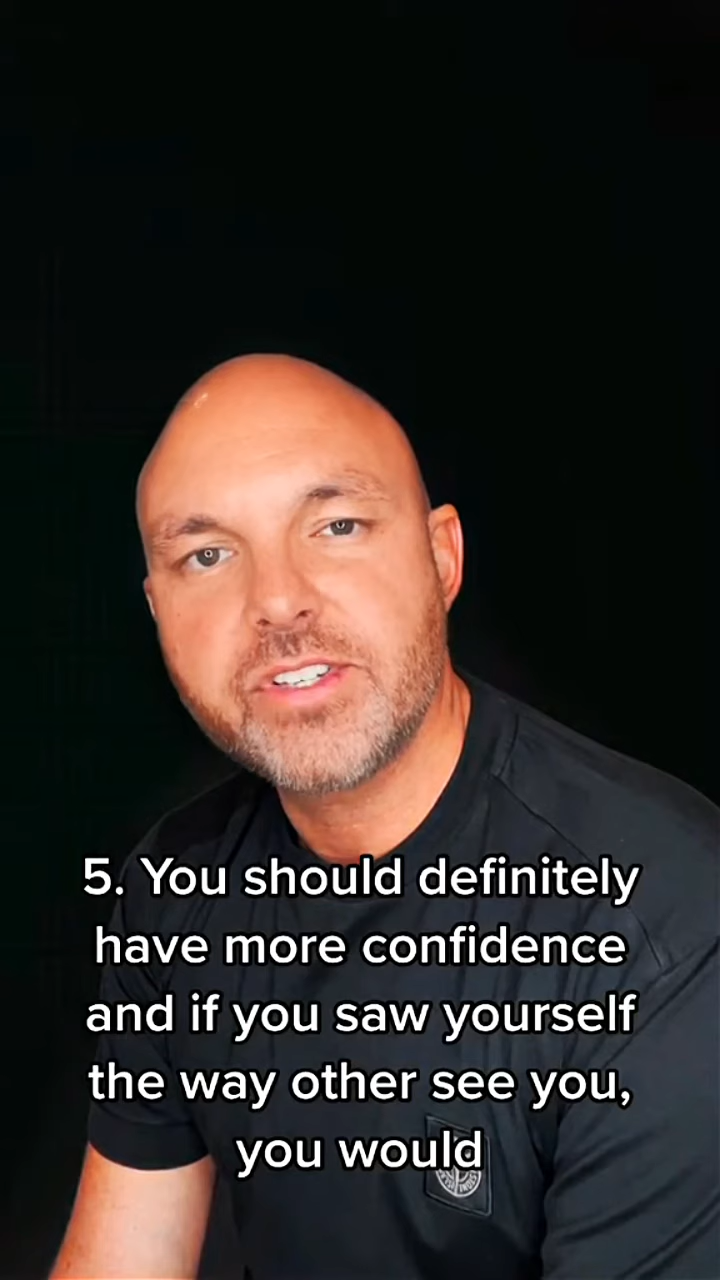 5. You should definitely
have more confidence
and if you saw yourself
the way other see you,
you would